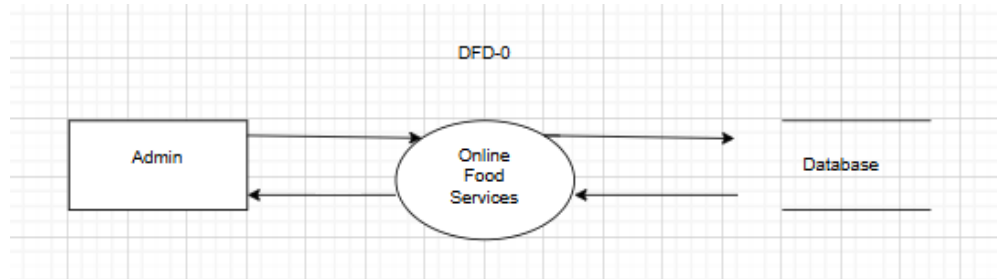 DFD-0
Admin
Online
Food
Services
Database